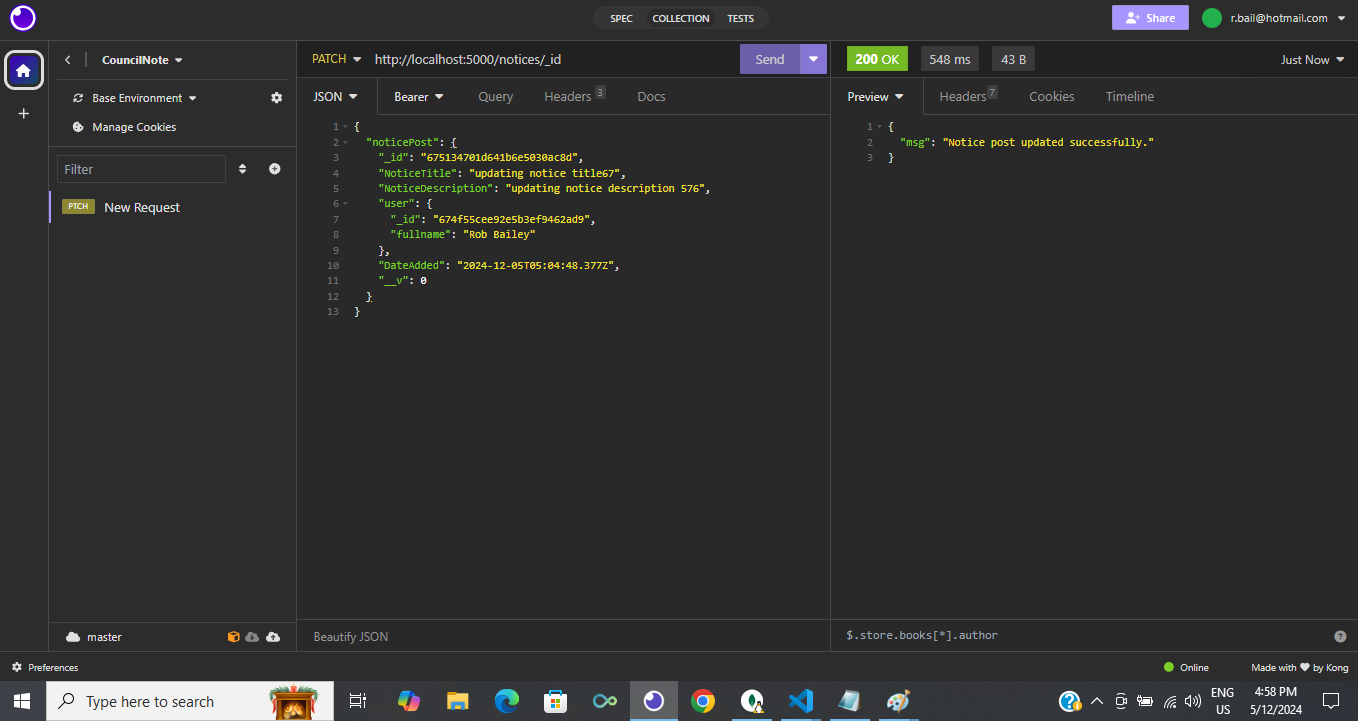 SPEC COLLECTION TESTS
Share r.bail@hotmail.com
CouncilNote
PATCH http://localhost:5000/notices/_id Send
200 OK 548 ms 43 B Just Now
Base Environment
Manage Cookies
Filter
PTCH New Request
JSON Bearer Query Headers 3 Docs
1 {
2 "noticePost": {
3 "_id": "675134701d641b6e5030ac8d",
4 "NoticeTitle": "updating notice title67",
5 "NoticeDescription": "updating notice description 576",
6 "user": {
7 "_id": "674f55cee92e5b3ef9462ad9",
8 "fullname": "Rob Bailey"
9 },
10 "DateAdded": "2024-12-05T05:04:48.377Z",
11 "__v": 0
12 }
13 }
Preview Headers 7 Cookies Timeline
1 {
2 "msg": "Notice post updated successfully."
3 }
master
Beautify JSON
$.store.books[*].author
Preferences
Online Made with by Kong
Type here to search
ENG
US
4:58 PM
5/12/2024